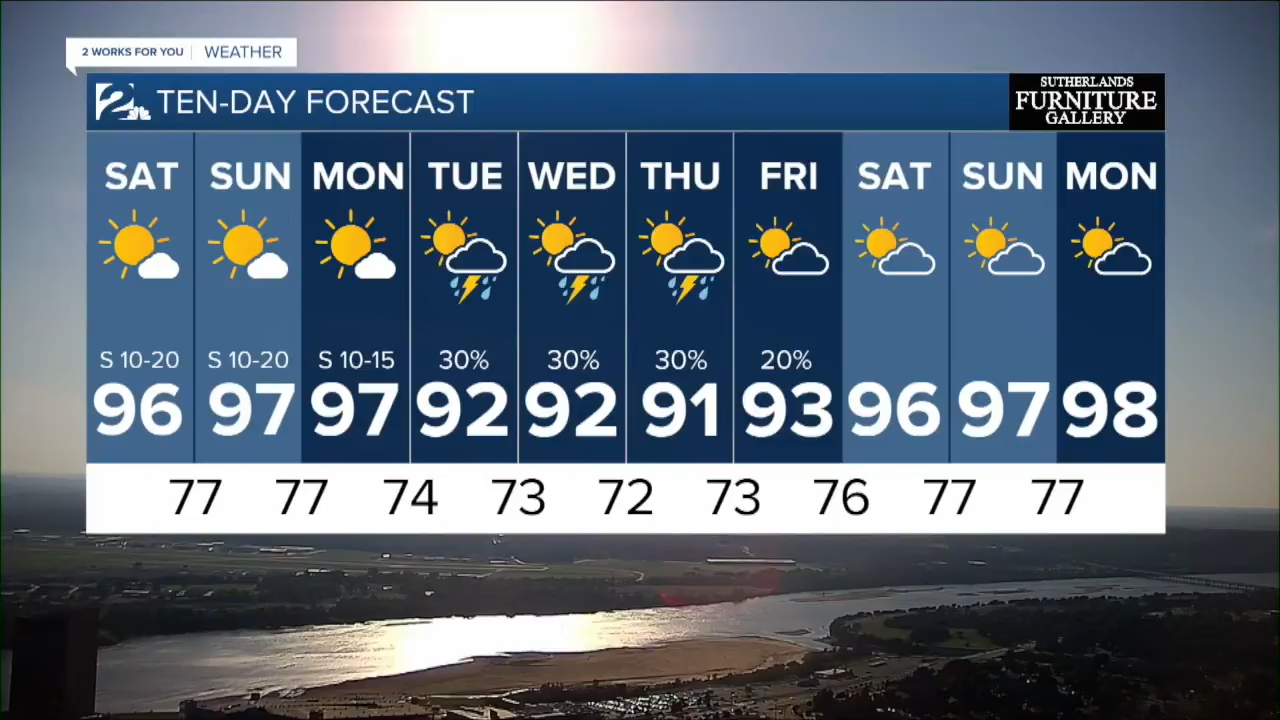 2 WORKS FOR YOU | WEATHER
2 TEN-DAY FORECAST
SUTHERLANDS
FURNITURE
GALLERY
SAT SUN MON TUE WED THU FRI SAT SUN MON
S 10-20 S 10-20 S 10-15 30% 30% 30% 20%
96 97 97 92 92 91 93 96 97 98
77 77 74 73 72 73 76 77 77